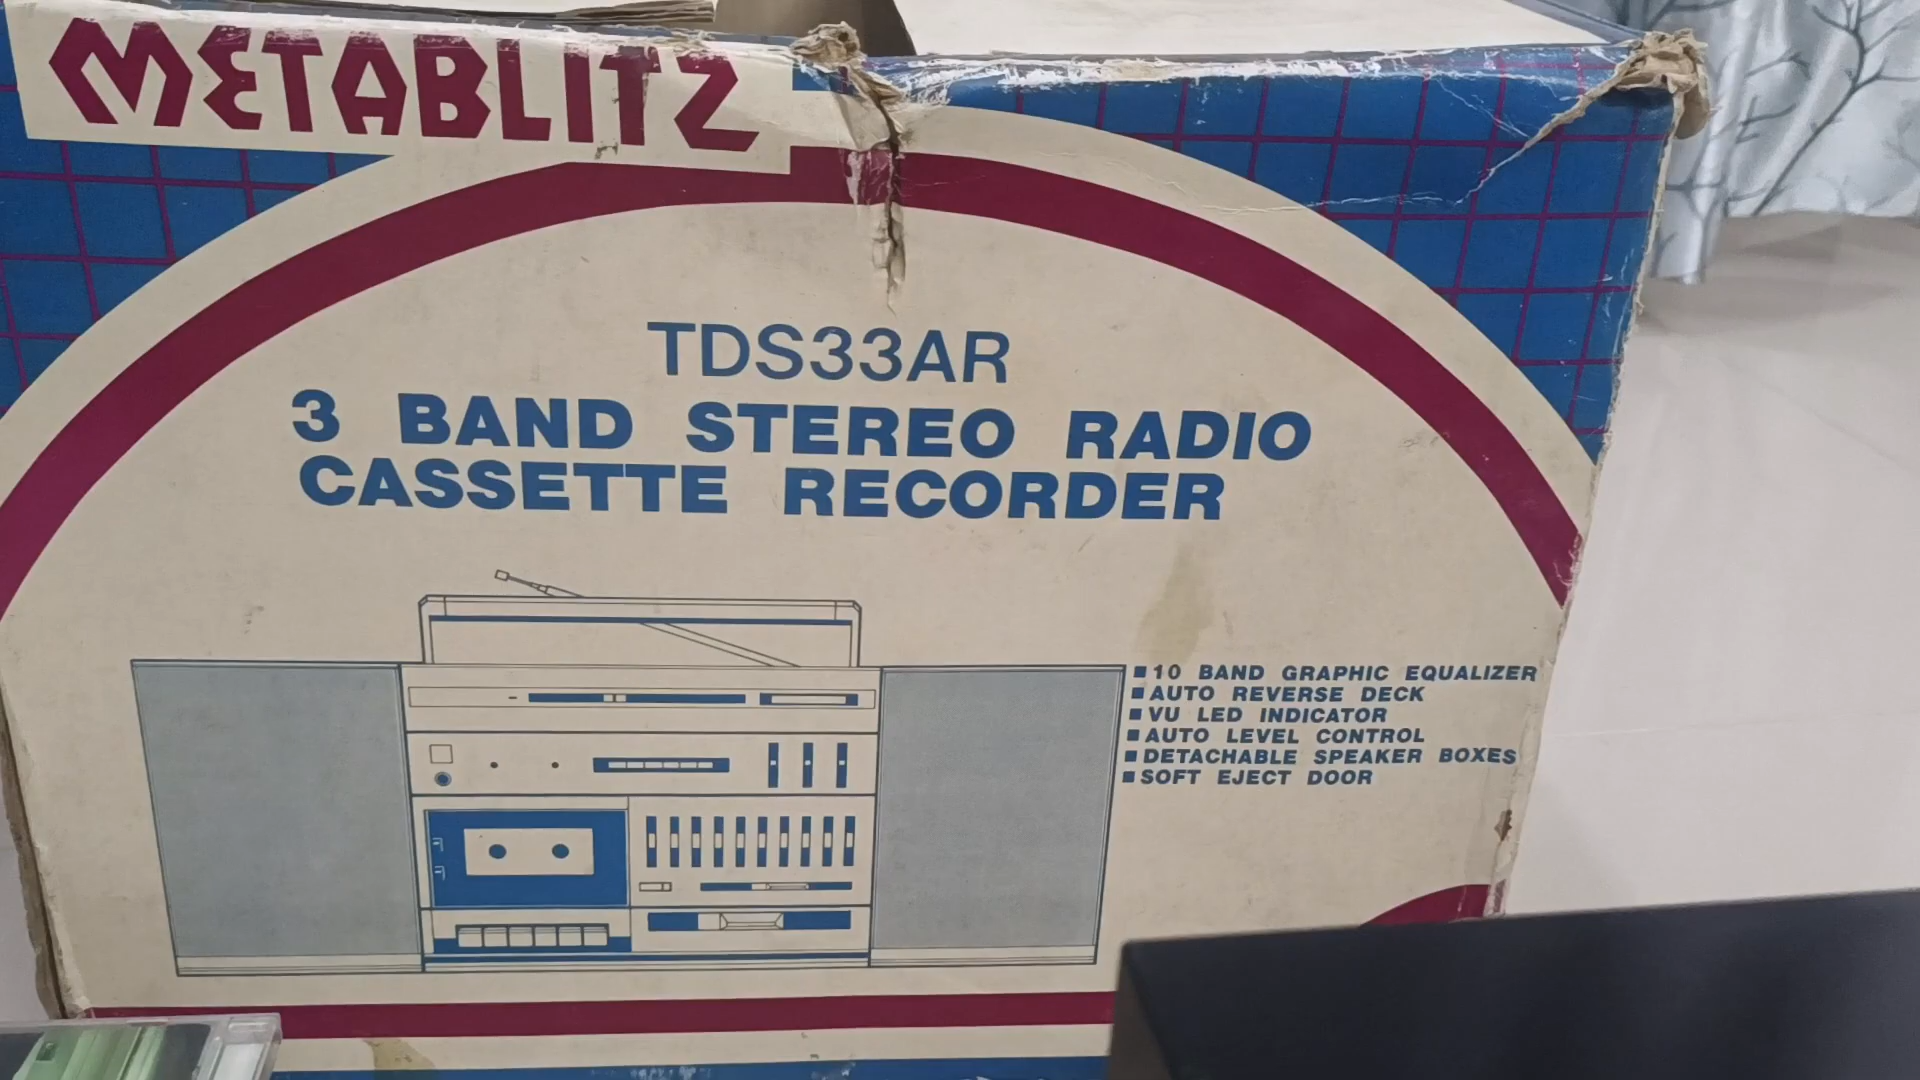 METABLITZ
TDS33AR
3 BAND STEREO RADIO
CASSETTE RECORDER
■10 BAND GRAPHIC EQUALIZER
■AUTO REVERSE DECK
■VU LED INDICATOR
■AUTO LEVEL CONTROL
■DETACHABLE SPEAKER BOXES
■SOFT EJECT DOOR